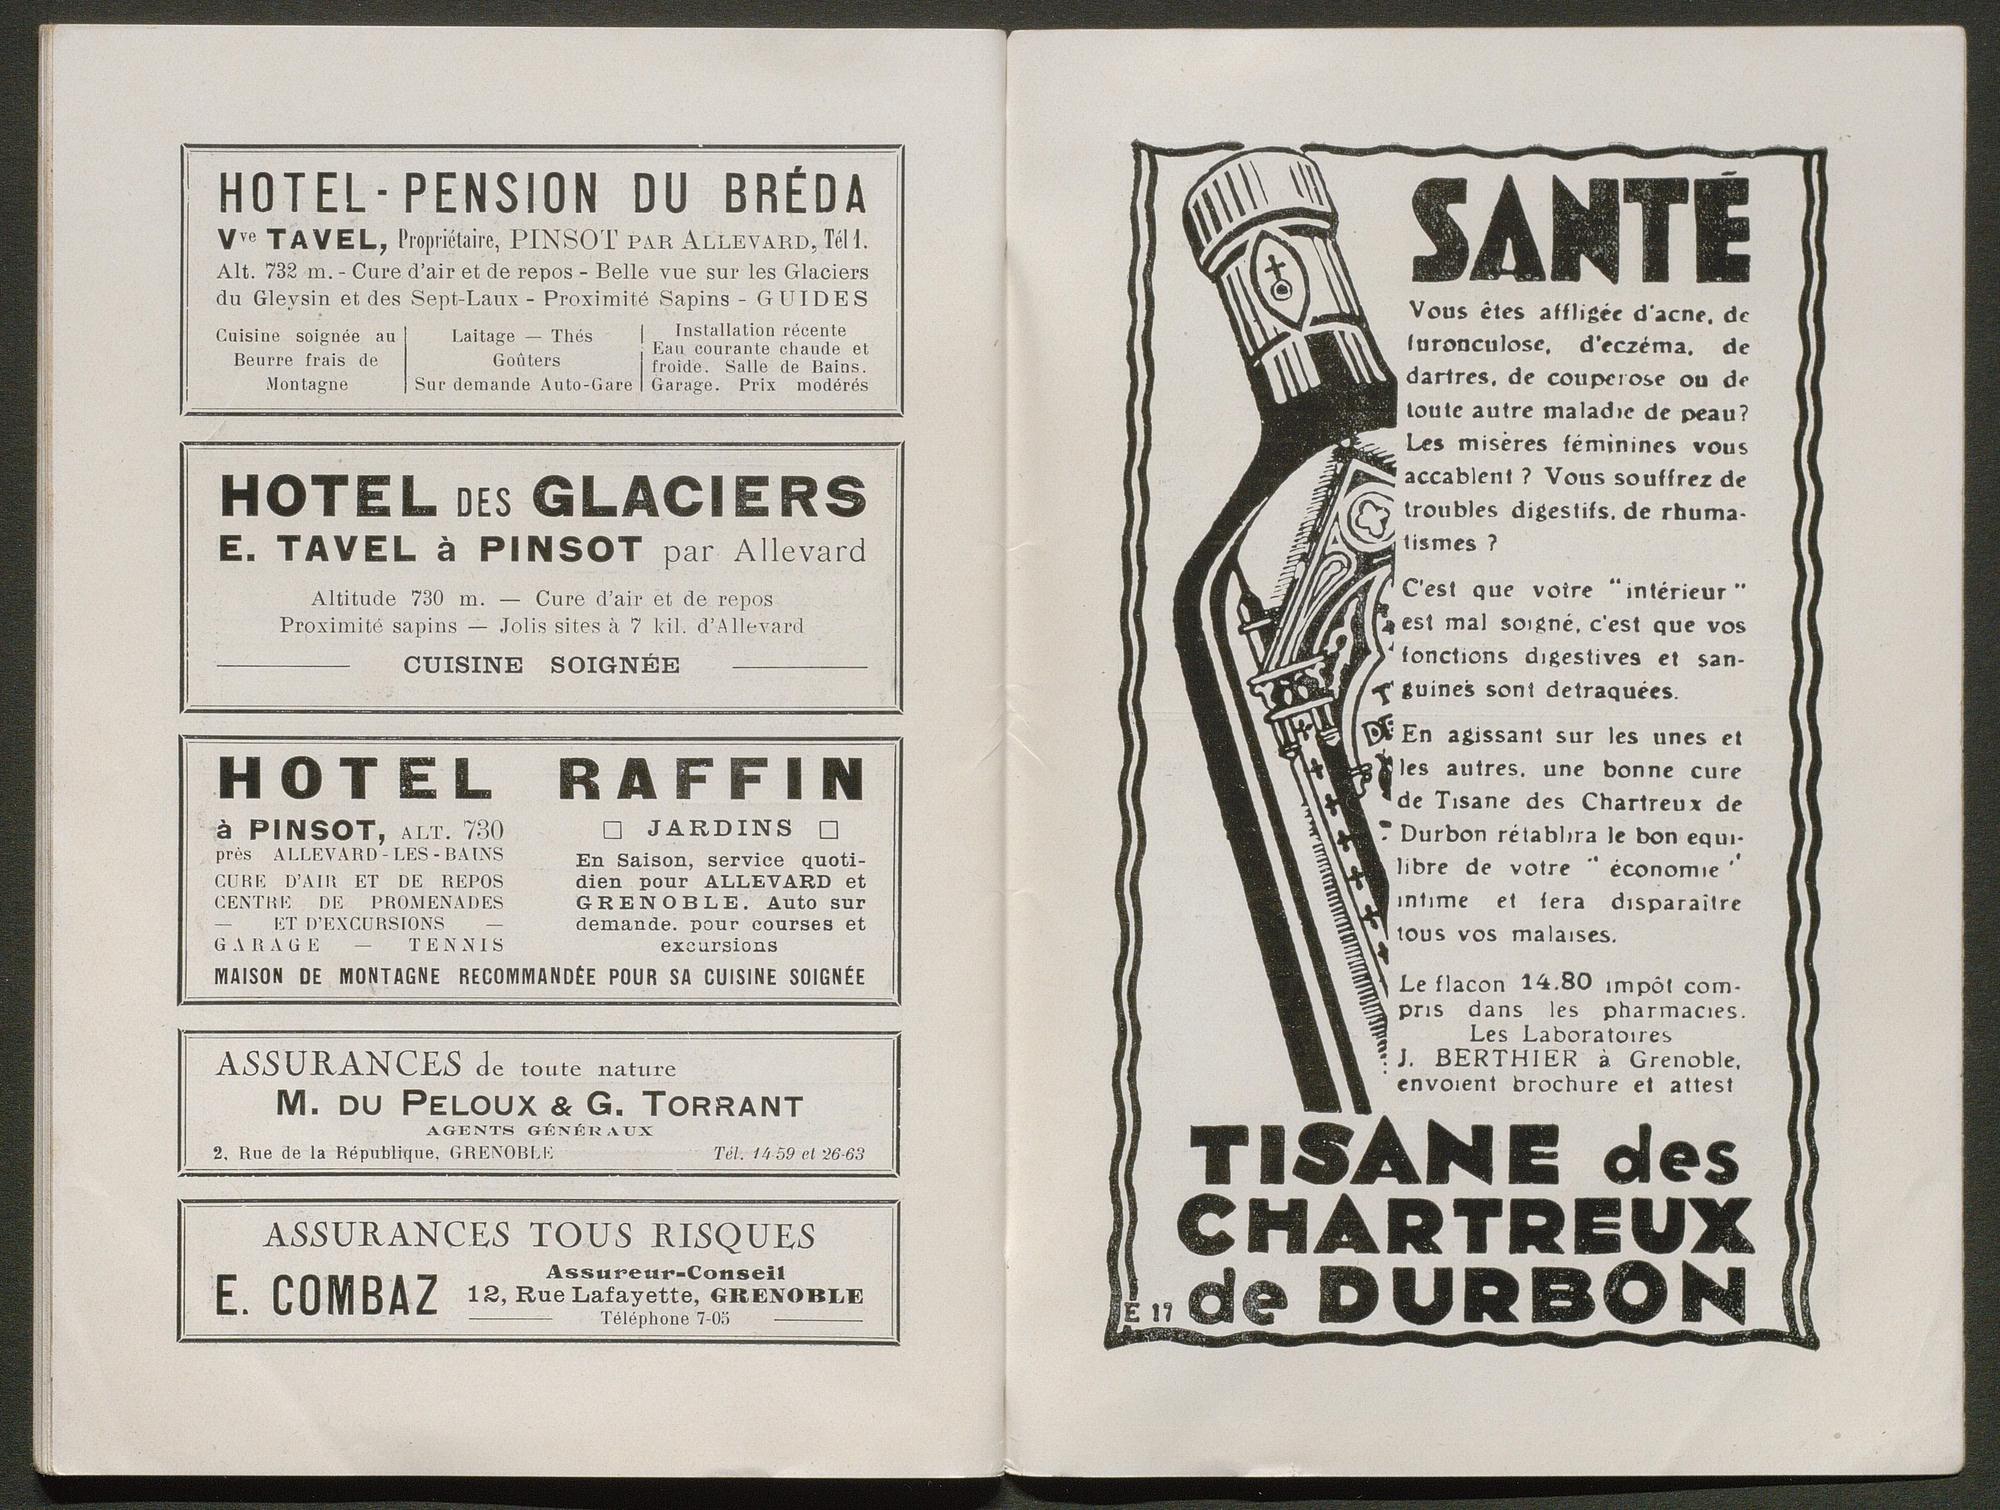 HOTEL-PENSION DU BRÉDA
Vve TAVEL, Propriétaire, PINSOT PAR ALLEVARD, Tél 1.
Alt. 732 m. - Cure d'air et de repos - Belle vue sur les Glaciers
du Gleysin et des Sept-Laux - Proximité Sapins - GUIDES
Cuisine soignée au
Beurre frais de
Montagne
Laitage — Thés
Goûters
Sur demande Auto-Gare
Installation récente
Eau courante chaude et
froide. Salle de Bains.
Garage. Prix modérés
HOTEL DES GLACIERS
E. TAVEL à PINSOT par Allevard
Altitude 730 m. — Cure d'air et de repos
Proximité sapins — Jolis sites à 7 kil. d'Allevard
CUISINE SOIGNÉE
HOTEL RAFFIN
à PINSOT, ALT. 730
près ALLEVARD-LES-BAINS
CURE D'AIR ET DE REPOS
CENTRE DE PROMENADES
— ET D'EXCURSIONS —
GARAGE — TENNIS
□ JARDINS □
En Saison, service quoti-
dien pour ALLEVARD et
GRENOBLE. Auto sur
demande. pour courses et
excursions
MAISON DE MONTAGNE RECOMMANDÉE POUR SA CUISINE SOIGNÉE
ASSURANCES de toute nature
M. DU PELOUX & G. TORRANT
AGENTS GÉNÉRAUX
2, Rue de la République, GRENOBLE Tél. 14-59 et 26-63
ASSURANCES TOUS RISQUES
E. COMBAZ
Assureur-Conseil
12, Rue Lafayette, GRENOBLE
Téléphone 7-05
SANTÉ
Vous êtes affligée d'acne, de
furonculose, d'eczéma, de
dartres, de couperose ou de
toute autre maladie de peau?
Les misères féminines vous
accablent ? Vous souffrez de
troubles digestifs, de rhuma-
tismes ?
C'est que votre "intérieur"
est mal soigné, c'est que vos
fonctions digestives et san-
guines sont detraquées.
En agissant sur les unes et
les autres, une bonne cure
de Tisane des Chartreux de
Durbon rétablira le bon equi-
libre de votre "économie"
intime et fera disparaître
tous vos malaises.
Le flacon 14.80 impôt com-
pris dans les pharmacies.
Les Laboratoires
J. BERTHIER à Grenoble,
envoient brochure et attest
T
DE
TISANE des
CHARTREUX
de DURBON
E 17